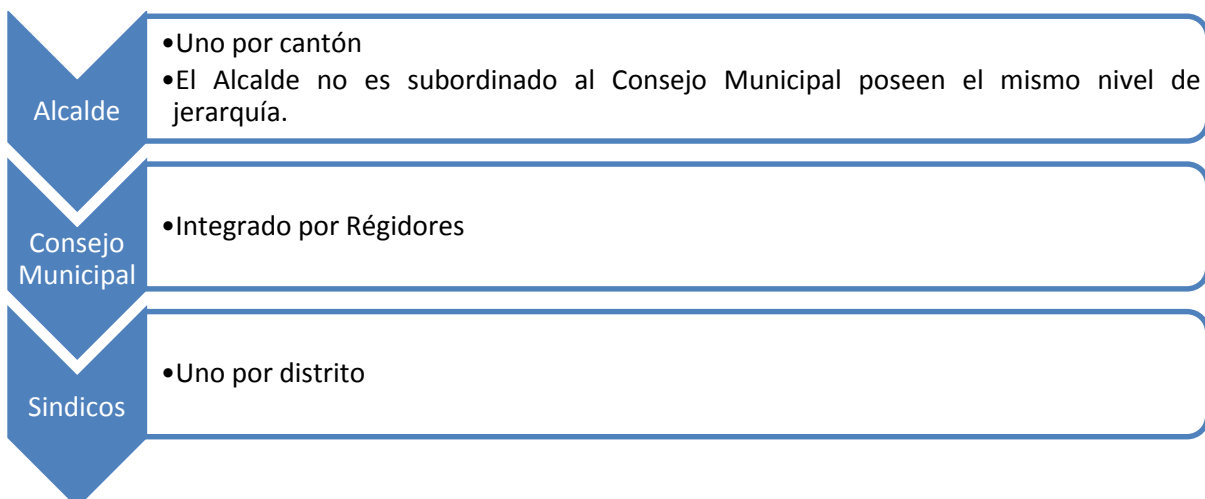 Alcalde
•Uno por cantón
•El Alcalde no es subordinado al Consejo Municipal poseen el mismo nivel de
jerarquía.
Consejo
Municipal
•Integrado por Régidores
Sindicos
•Uno por distrito